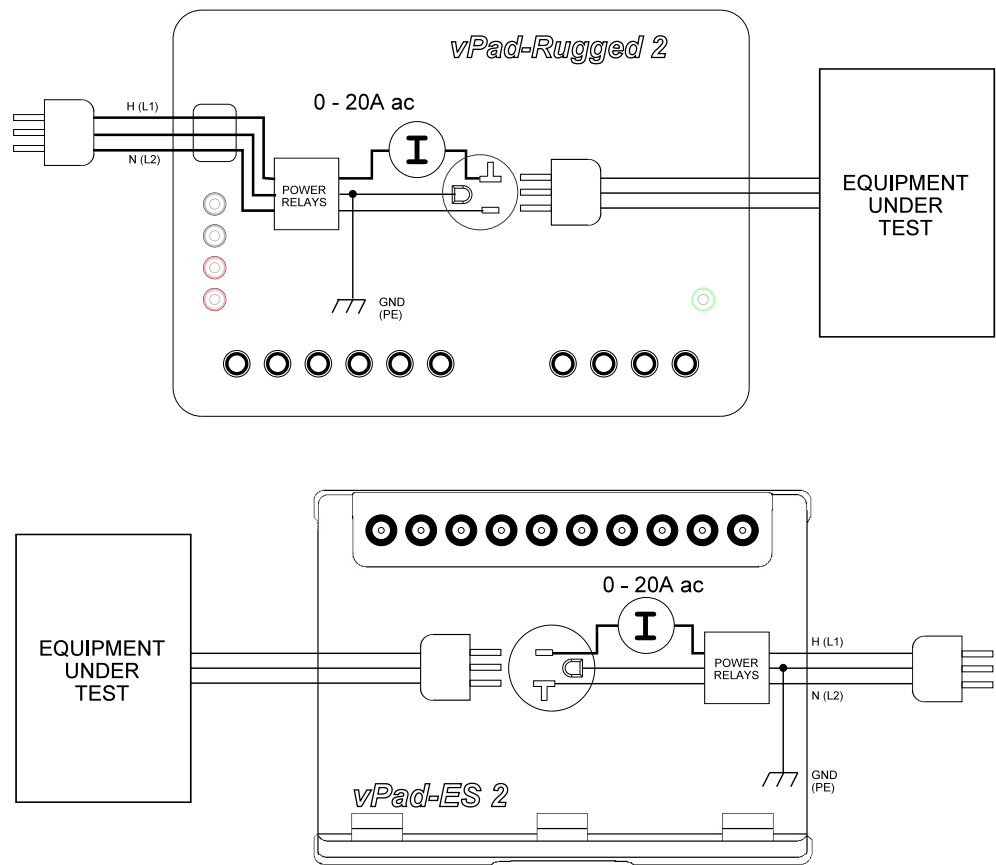 vPad-Rugged 2
0 - 20A ac
H (L1)
N (L2)
POWER
RELAYS
GND
(PE)
EQUIPMENT
UNDER
TEST
0 - 20A ac
EQUIPMENT
UNDER
TEST
POWER
RELAYS
H (L1)
N (L2)
GND
(PE)
vPad-ES 2